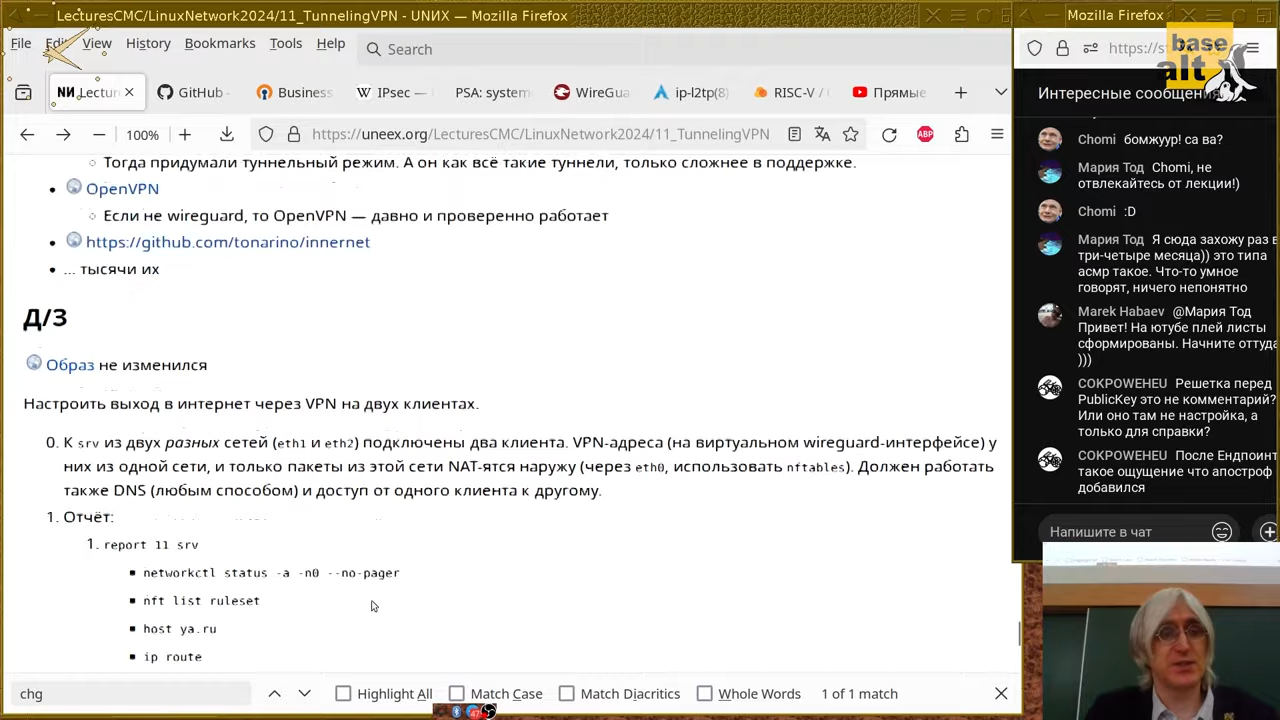 LecturesCMC/LinuxNetwork2024/11_TunnelingVPN - UNИX — Mozilla Firefox
File Edit View History Bookmarks Tools Help
Search
GitHub -
Business
IPsec —
PSA: system
WireGua
ip-l2tp(8)
RISC-V /
Прямые
100%
https://uneex.org/LecturesCMC/LinuxNetwork2024/11_TunnelingVPN
ABP
Тогда придумали туннельный режим. А он как всё такие туннели, только сложнее в поддержке.
OpenVPN
Если не wireguard, то OpenVPN — давно и проверенно работает
https://github.com/tonarino/innernet
... тысячи их
Д/З
Образ не изменился
Настроить выход в интернет через VPN на двух клиентах.
0. К srv из двух разных сетей (eth1 и eth2) подключены два клиента. VPN-адреса (на виртуальном wireguard-интерфейсе) у
них из одной сети, и только пакеты из этой сети NAT-ятся наружу (через eth0, использовать nftables). Должен работать
также DNS (любым способом) и доступ от одного клиента к другому.
1. Отчёт:
1. report 11 srv
networkctl status -a -n0 --no-pager
nft list ruleset
host ya.ru
ip route
chg
Highlight All
Match Case
Match Diacritics
Whole Words
1 of 1 match
Mozilla Firefox
base
alt
Интересные сообщения
Chomi бомжуур! са ва?
Мария Тод Chomi, не
отвлекайтесь от лекции!)
Chomi :D
Мария Тод Я сюда захожу раз в
три-четыре месяца)) это типа
асмр такое. Что-то умное
говорят, ничего непонятно
Marek Habaev @Мария Тод
Привет! На ютубе плей листы
сформированы. Начните оттуда
)))
COKPOWEHEU Решетка перед
PublicKey это не комментарий?
Или оно там не настройка, а
только для справки?
COKPOWEHEU После Ендпоинт
такое ощущение что апостроф
добавился
Напишите в чат